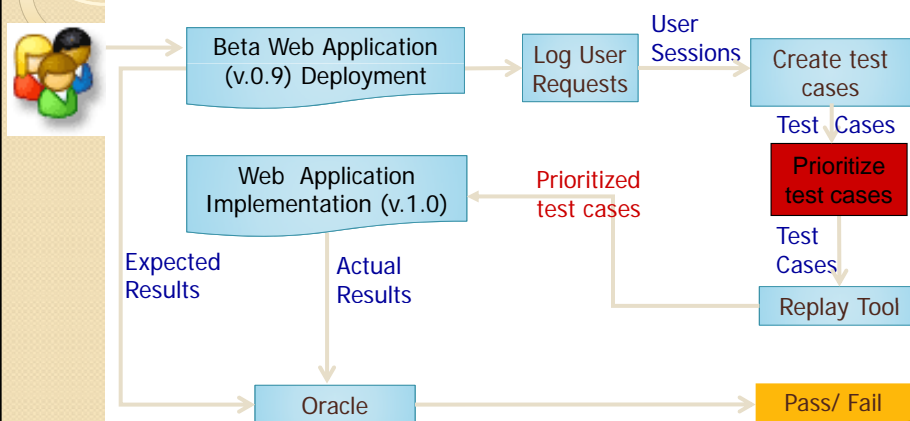 Beta Web Application
(v.0.9) Deployment
Log User
Requests
User
Sessions
Create test
cases
Test Cases
Prioritize
test cases
Test
Cases
Replay Tool
Prioritized
test cases
Web Application
Implementation (v.1.0)
Expected
Results
Actual
Results
Oracle
Pass/ Fail